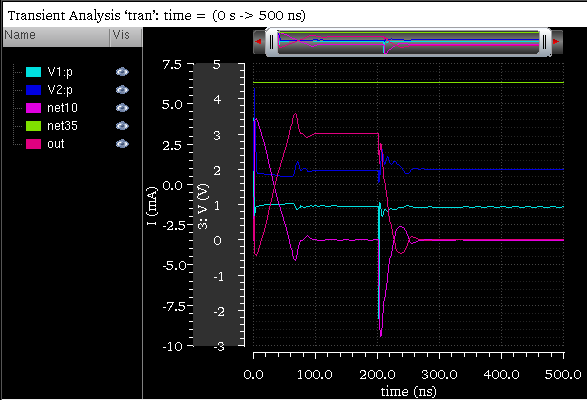 Transient Analysis ‘tran’: time = (0 s -> 500 ns)
Name Vis
V1:p
V2:p
net10
net35
out
I (mA)
7.5
5.0
2.5
0.0
-2.5
-5.0
-7.5
-10
3: V (V)
5
4
3
2
1
0
-1
-2
-3
0.0 100.0 200.0 300.0 400.0 500.0
time (ns)